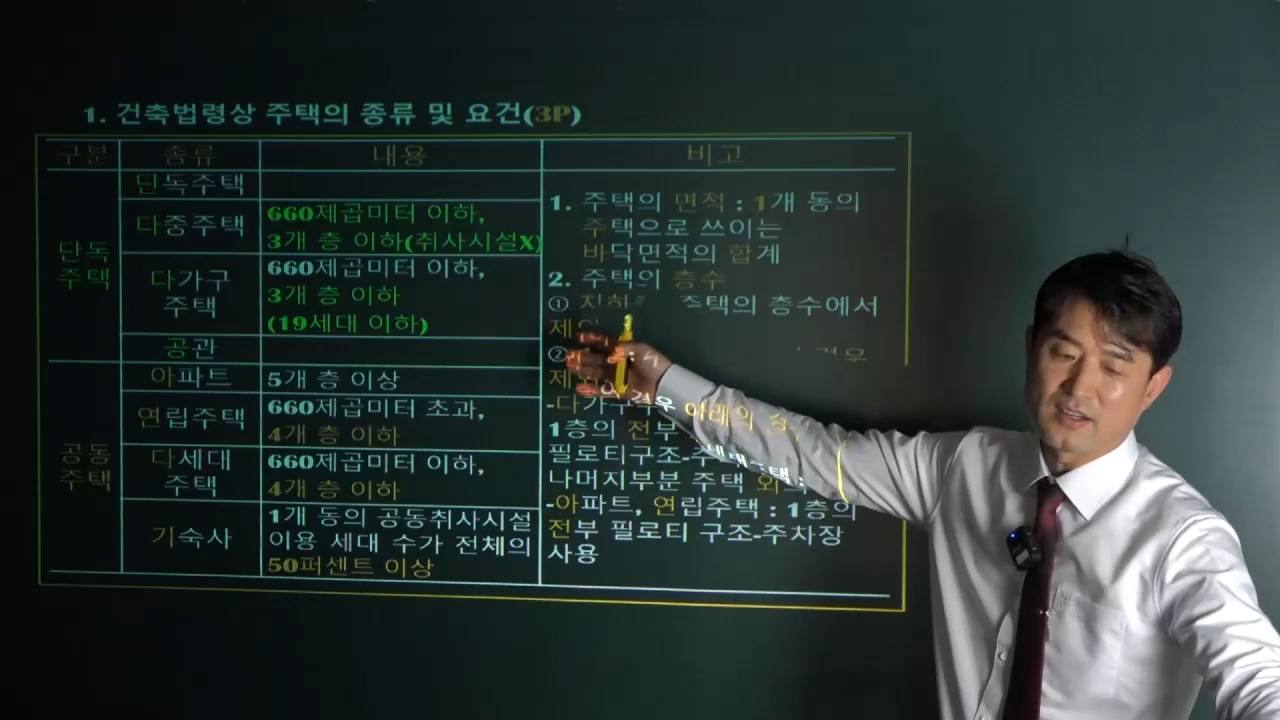 1. 건축법령상 주택의 종류 및 요건(3P)
구분 종류 내용 비고
단독주택
단독
주택
다중주택
660제곱미터 이하,
3개 층 이하(취사시설X)
다가구
주택
660제곱미터 이하,
3개 층 이하
(19세대 이하)
공관
공동
주택
아파트
5개 층 이상
연립주택
660제곱미터 초과,
4개 층 이하
다세대
주택
660제곱미터 이하,
4개 층 이하
기숙사
1개 동의 공동취사시설
이용 세대 수가 전체의
50퍼센트 이상
1. 주택의 면적 : 1개 동의
주택으로 쓰이는
바닥면적의 합계
2. 주택의 층수
① 주택의 층수에서
②
-다가구 경우 아래의
1층의 전부
필로티구조-
나머지부분 주택 외
-아파트, 연립주택 : 1층의
전부 필로티 구조-주차장
사용